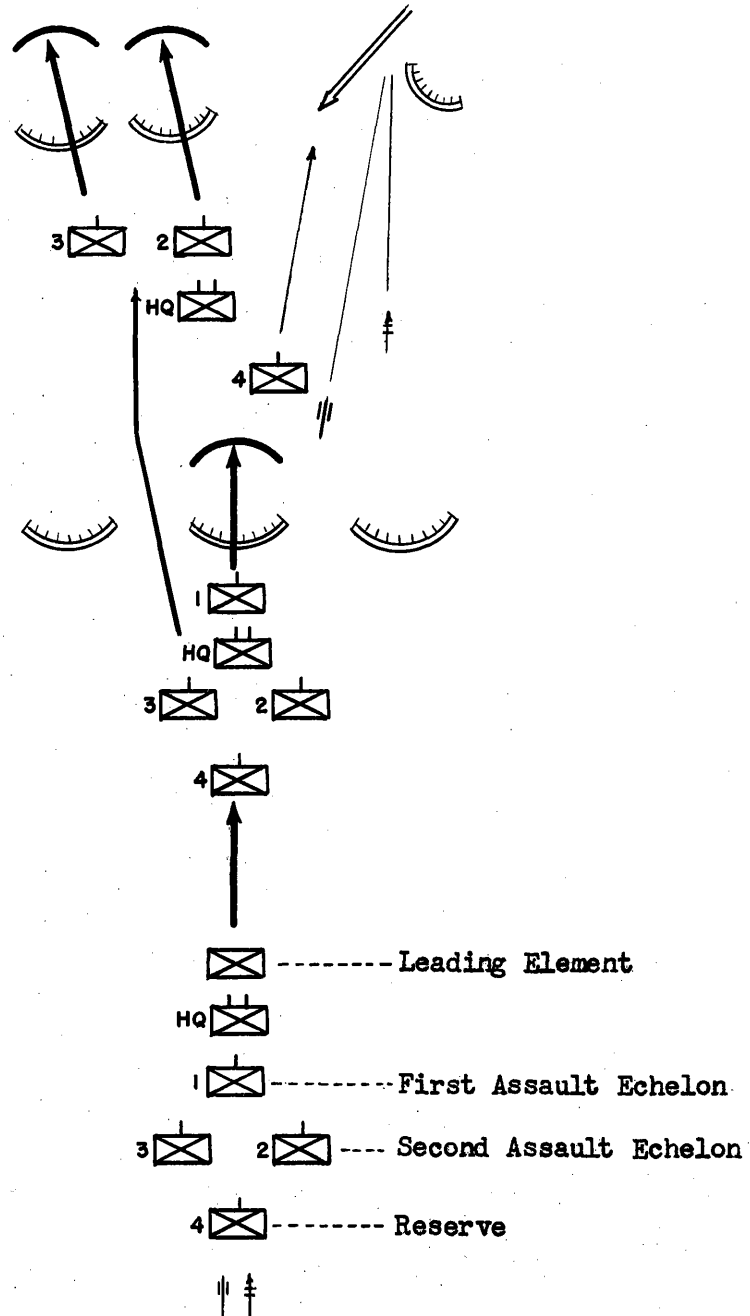 3 2
HQ
4
1
HQ
3 2
4
Leading Element
HQ
1 First Assault Echelon
3 2 Second Assault Echelon
4 Reserve